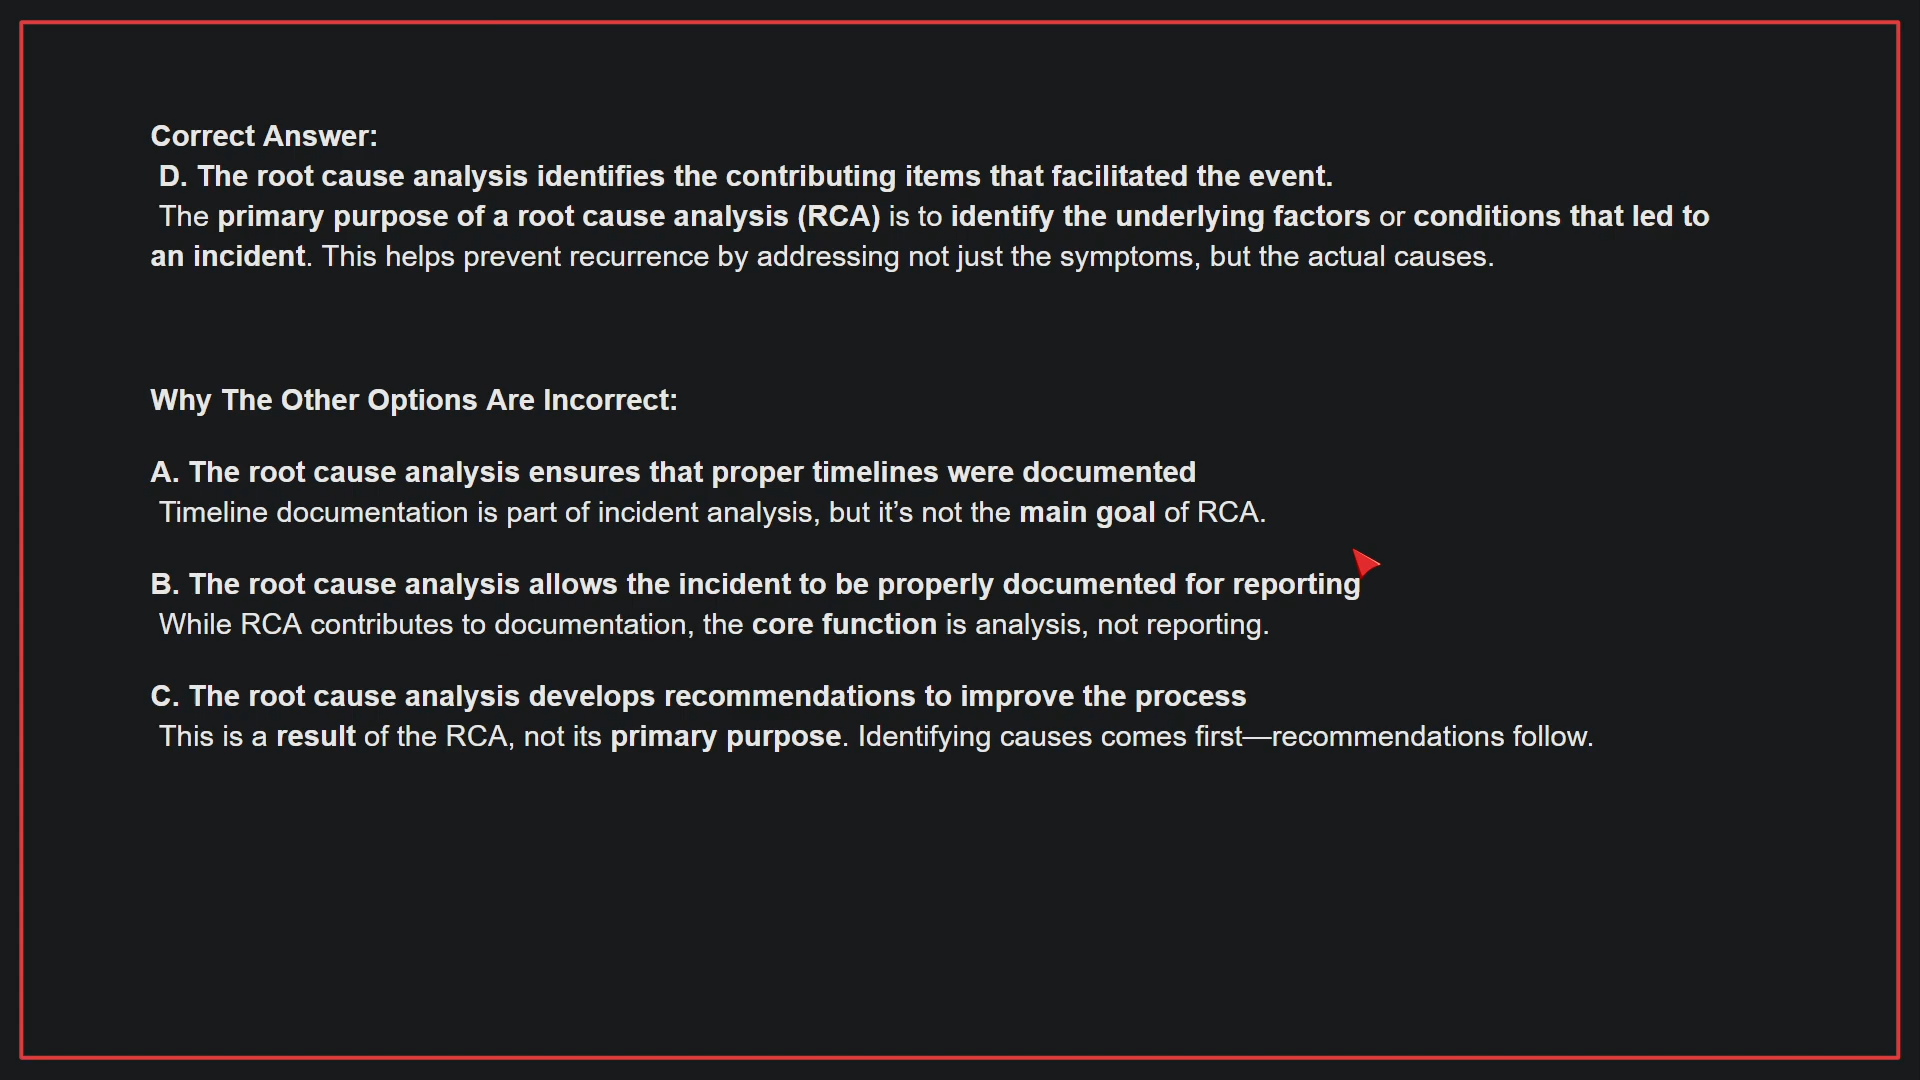 Correct Answer:
D. The root cause analysis identifies the contributing items that facilitated the event.
The primary purpose of a root cause analysis (RCA) is to identify the underlying factors or conditions that led to
an incident. This helps prevent recurrence by addressing not just the symptoms, but the actual causes.
Why The Other Options Are Incorrect:
A. The root cause analysis ensures that proper timelines were documented
Timeline documentation is part of incident analysis, but it’s not the main goal of RCA.
B. The root cause analysis allows the incident to be properly documented for reporting
While RCA contributes to documentation, the core function is analysis, not reporting.
C. The root cause analysis develops recommendations to improve the process
This is a result of the RCA, not its primary purpose. Identifying causes comes first—recommendations follow.